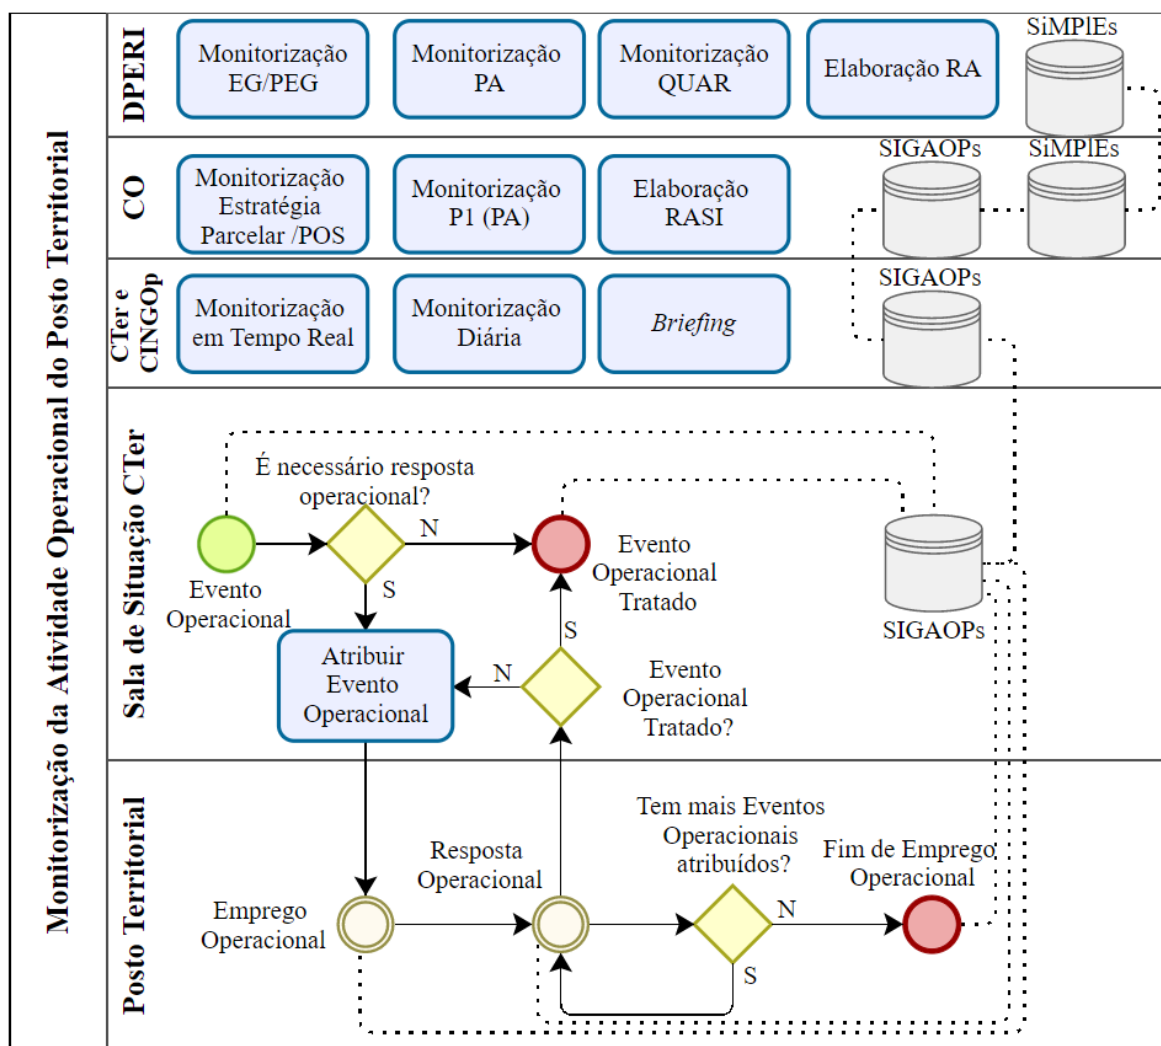 Monitorização da Atividade Operacional do Posto Territorial
DPERI
Monitorização
EG/PEG
Monitorização
PA
Monitorização
QUAR
Elaboração RA
SiMPlEs
CO
Monitorização
Estratégia
Parcelar /POS
Monitorização
P1 (PA)
Elaboração
RASI
SIGAOPs
SiMPlEs
CTer e
CINGOp
Monitorização
em Tempo Real
Monitorização
Diária
Briefing
SIGAOPs
Sala de Situação CTer
É necessário resposta
operacional?
N
S
Evento
Operacional
Evento
Operacional
Tratado
SIGAOPs
Atribuir
Evento
Operacional
N
S
Evento
Operacional
Tratado?
Posto Territorial
Emprego
Operacional
Resposta
Operacional
Tem mais Eventos
Operacionais
atribuídos?
N
S
Fim de Emprego
Operacional